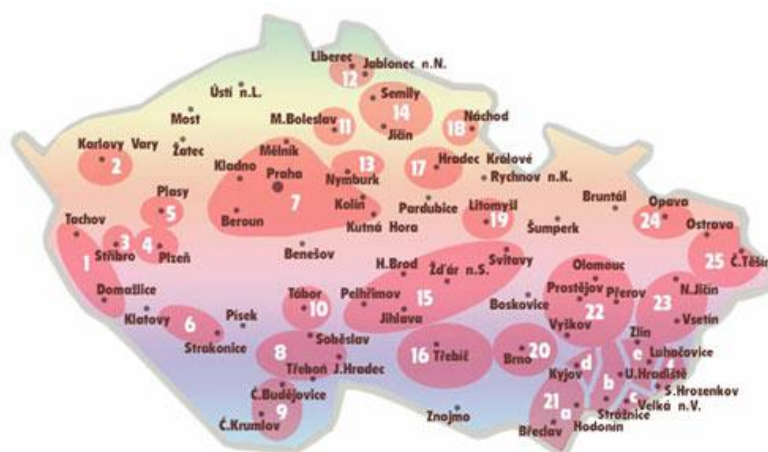 Liberec
Jablonec n.N.
12
Ústí n.L.
Semily
14
Most
M.Boleslav
11
Jičín
Náchod
18
Karlovy Vary
2
Žatec
Mělník
Kladno
Praha
13
Nymburk
17
Hradec Králové
Rychnov n.K.
Plasy
5
Beroun
7
Kolín
Kutná Hora
Pardubice
Litomyšl
19
Bruntál
Opava
24
Ostrava
Tachov
3
Stříbro
4
Plzeň
Šumperk
25
Č.Těšín
1
Benešov
Svitavy
H.Brod
Žďár n.S.
Olomouc
Domažlice
Tábor
10
Pelhřimov
15
Jihlava
Boskovice
Prostějov
Přerov
22
N.Jičín
23
Klatovy
6
Písek
Strakonice
Vyškov
Vsetín
Soběslav
8
Třeboň
J.Hradec
16
Třebíč
Brno
20
Zlín
e
Luhačovice
d
Kyjov
f
U.Hradiště
Č.Budějovice
9
Č.Krumlov
b
S.Hrozenkov
c
Velká n.V.
Znojmo
21
a
Strážnice
Hodonín
Břeclav